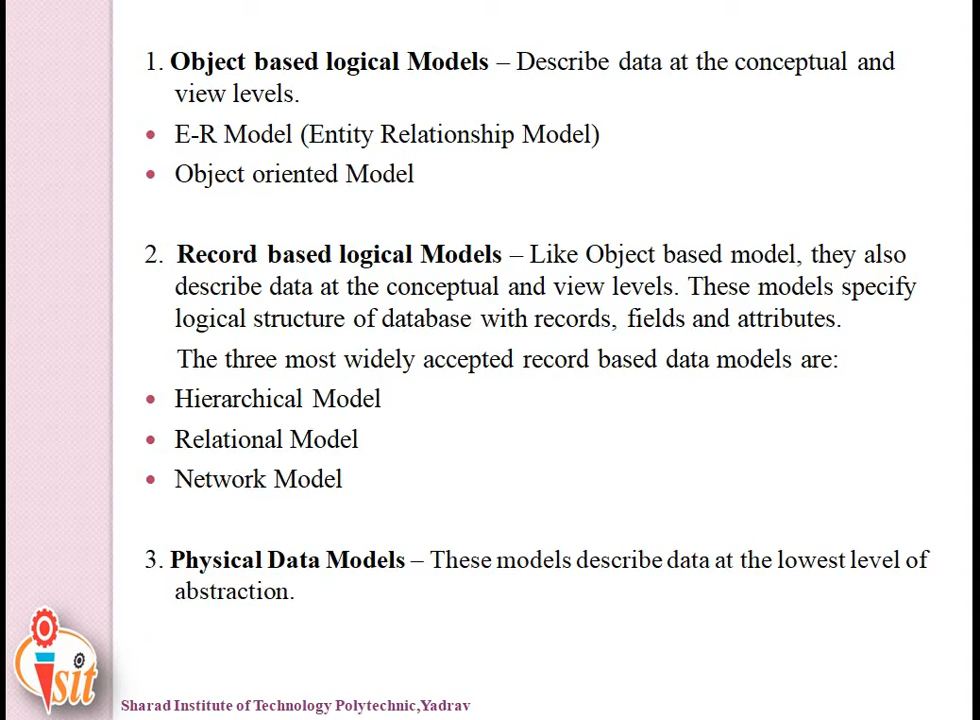 1. Object based logical Models – Describe data at the conceptual and
view levels.
• E-R Model (Entity Relationship Model)
• Object oriented Model
2. Record based logical Models – Like Object based model, they also
describe data at the conceptual and view levels. These models specify
logical structure of database with records, fields and attributes.
The three most widely accepted record based data models are:
• Hierarchical Model
• Relational Model
• Network Model
3. Physical Data Models – These models describe data at the lowest level of
abstraction.
sit
Sharad Institute of Technology Polytechnic,Yadrav